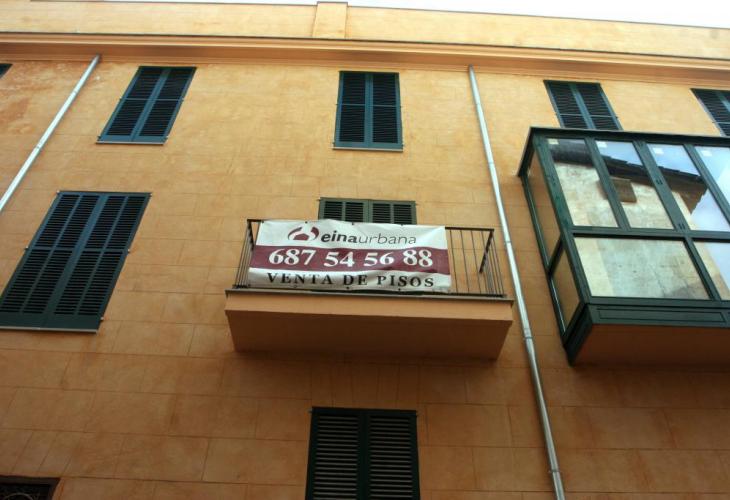 einaurbana
687 54 56 88
VENTA DE PISOS